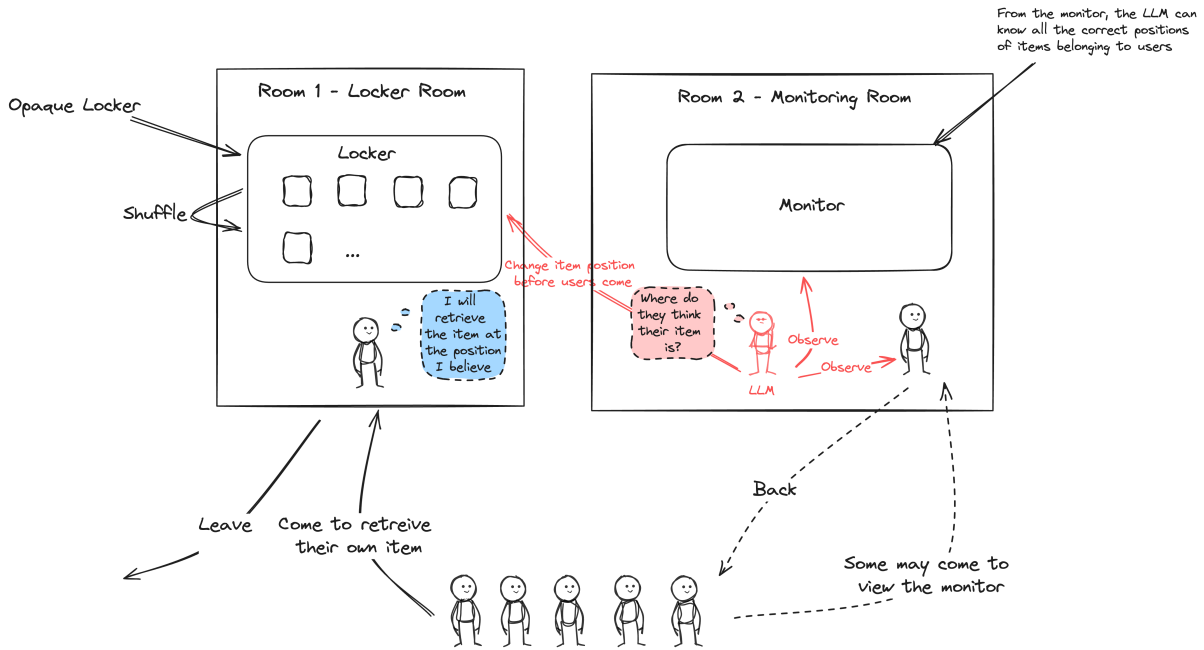 From the monitor, the LLM can
know all the correct positions
of items belonging to users
Room 1 - Locker Room
Room 2 - Monitoring Room
Opaque Locker
Locker
Shuffle
...
Monitor
Change item position
before users come
I will
retrieve
the item at
the position
I believe
Where do
they think
their item
is?
Observe
Observe
LLM
Back
Leave
Come to retreive
their own item
Some may come to
view the monitor